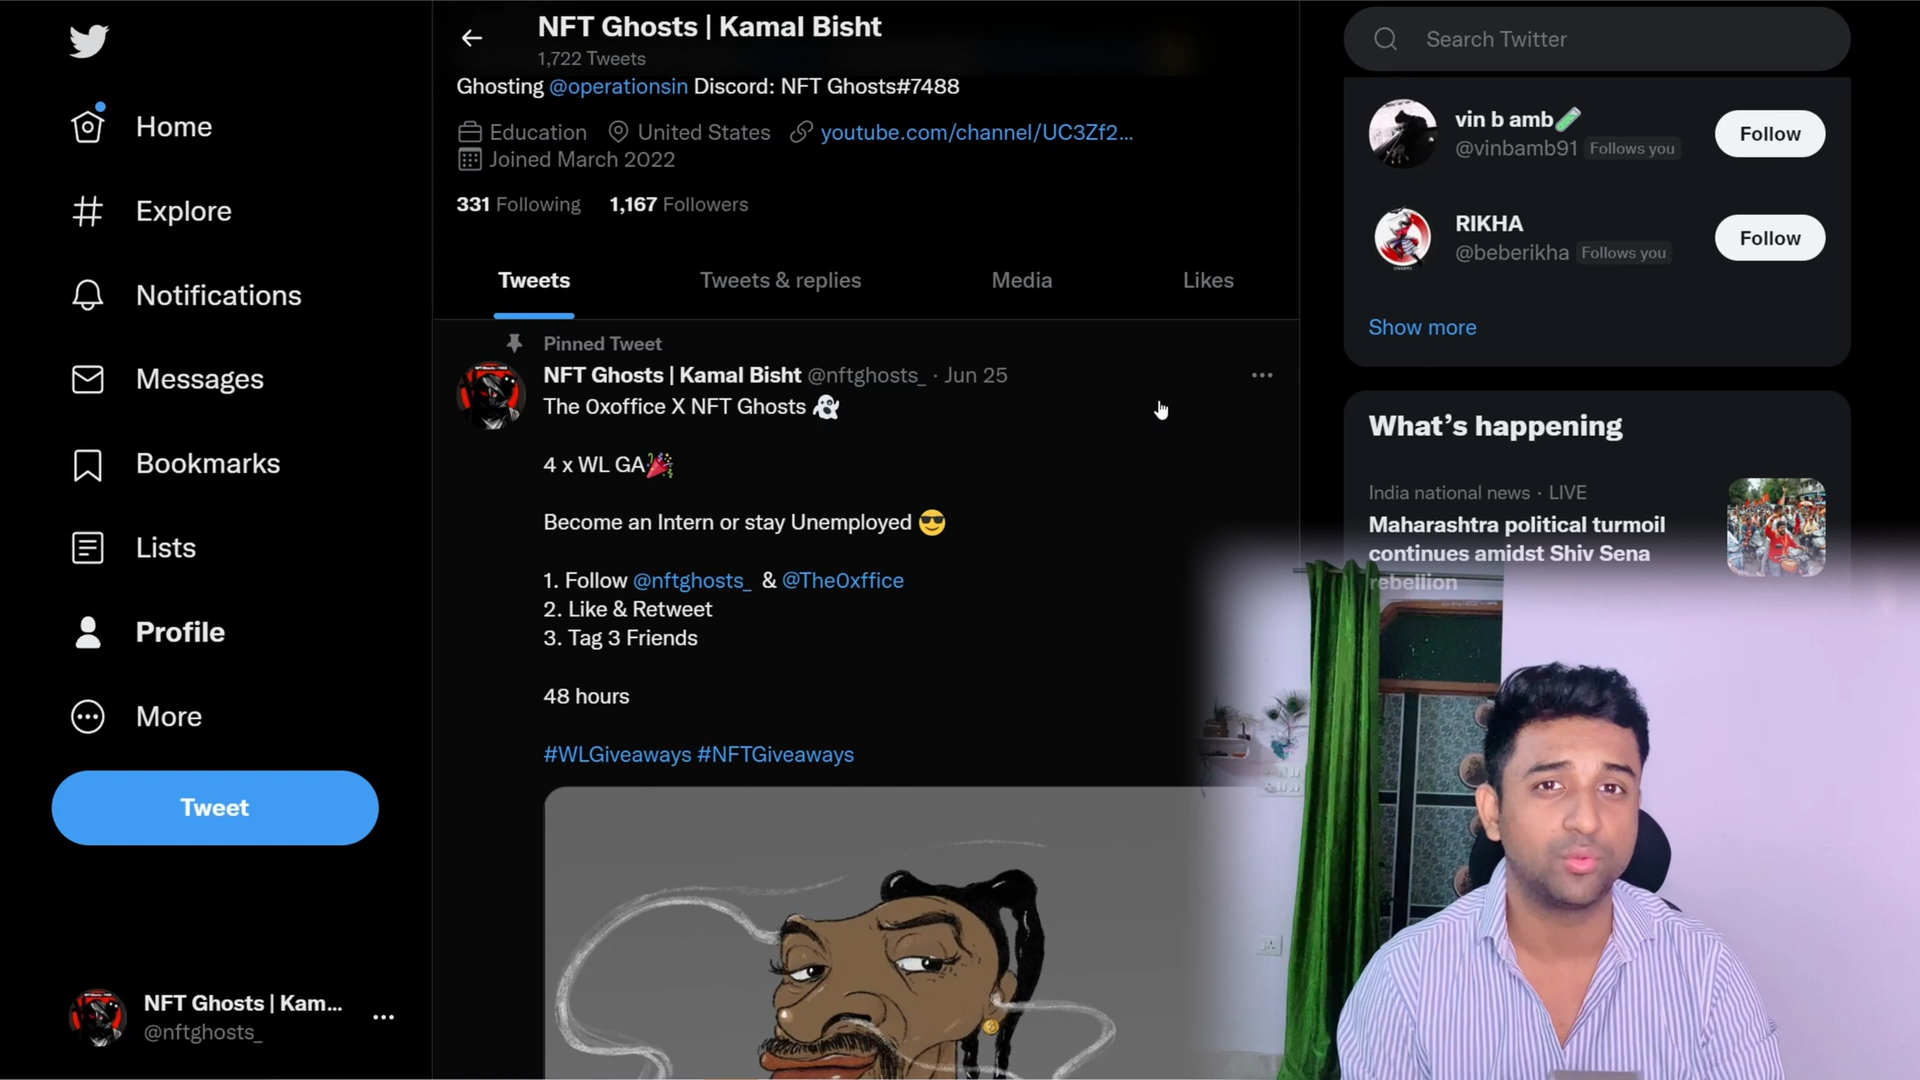 Home
Explore
Notifications
Messages
Bookmarks
Lists
Profile
More
Tweet
NFT Ghosts | Kam...
@nftghosts_
NFT Ghosts | Kamal Bisht
1,722 Tweets
Ghosting @operationsin Discord: NFT Ghosts#7488
Education United States youtube.com/channel/UC3Zf2...
Joined March 2022
331 Following 1,167 Followers
Tweets Tweets & replies Media Likes
Pinned Tweet
NFT Ghosts | Kamal Bisht @nftghosts_ · Jun 25
The 0xoffice X NFT Ghosts 👻
4 x WL GA🎉
Become an Intern or stay Unemployed 😎
1. Follow @nftghosts_ & @The0xffice
2. Like & Retweet
3. Tag 3 Friends
48 hours
#WLGiveaways #NFTGiveaways
Search Twitter
vin b amb🧪
@vinbamb91 Follows you
Follow
RIKHA
@beberikha Follows you
Follow
Show more
What's happening
India national news · LIVE
Maharashtra political turmoil
continues amidst Shiv Sena
rebellion